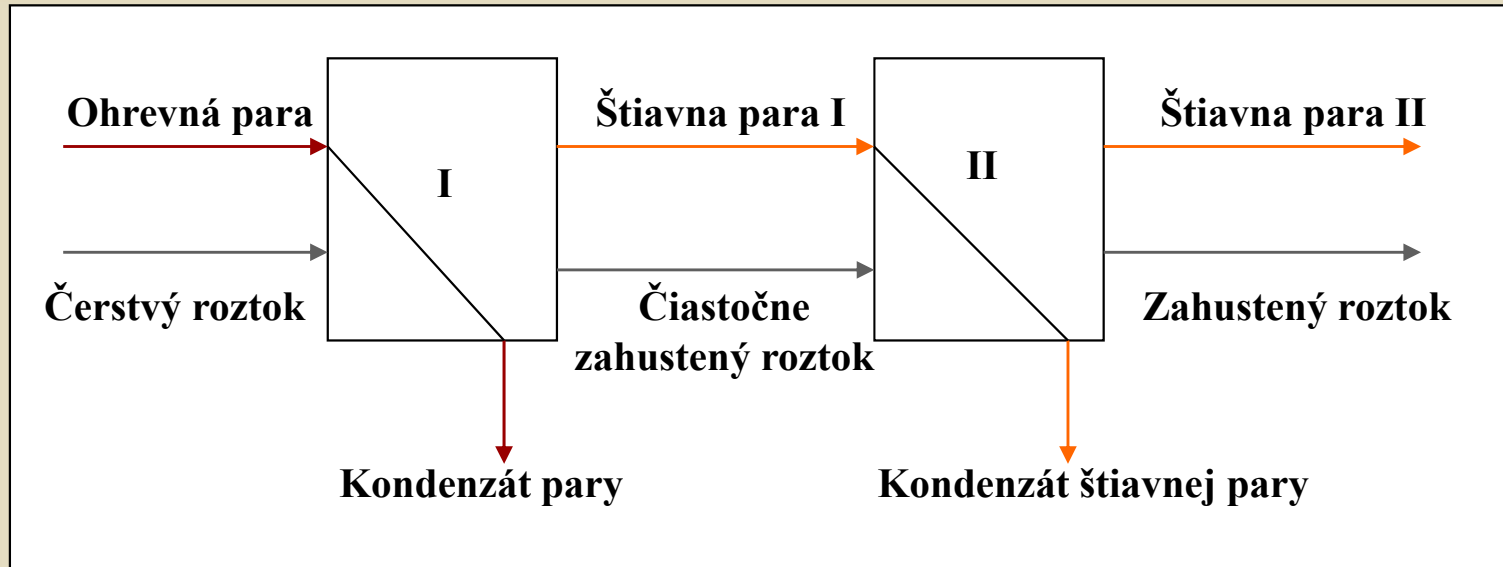 Ohrevná para
Štiavna para I
Štiavna para II
I
II
Čerstvý roztok
Čiastočne
zahustený roztok
Zahustený roztok
Kondenzát pary
Kondenzát štiavnej pary